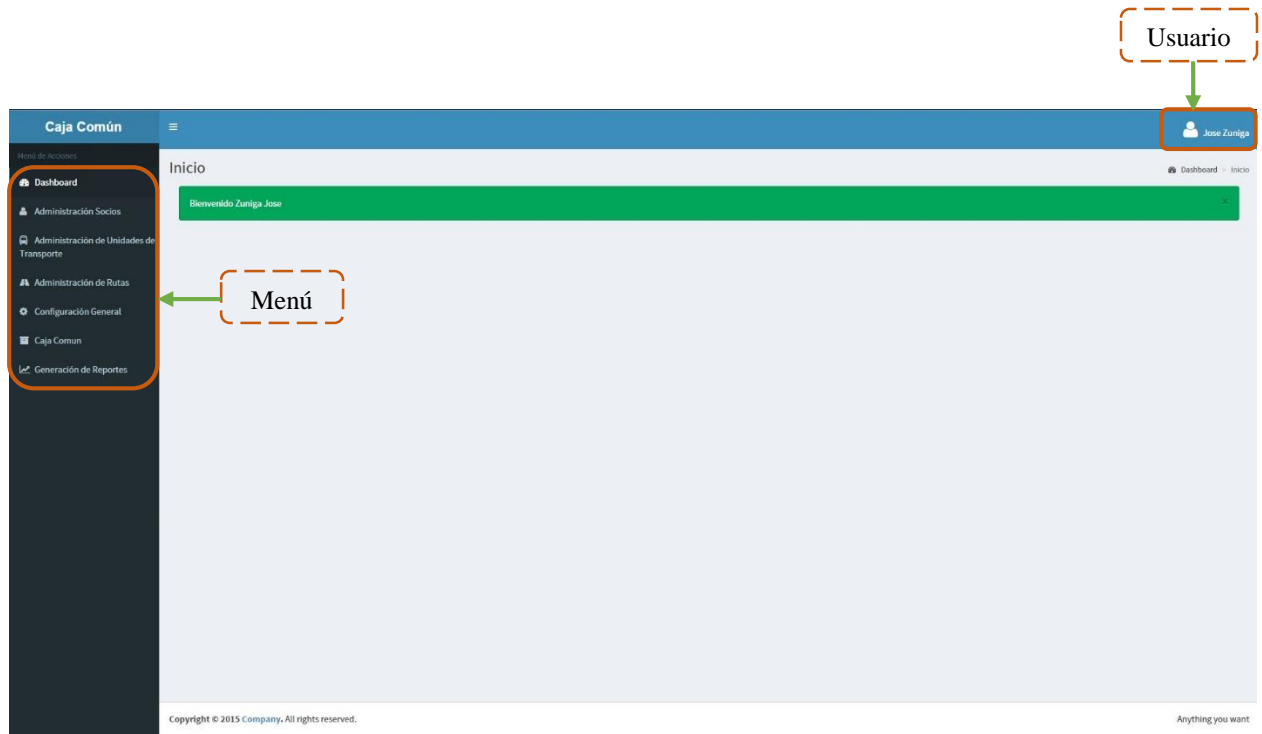 Usuario
Caja Común
Jose Zuniga
Menú de Acciones
Dashboard
Administración Socios
Administración de Unidades de
Transporte
Administración de Rutas
Configuración General
Caja Comun
Generación de Reportes
Inicio
Dashboard > Inicio
Bienvenido Zuniga Jose
×
Menú
Copyright © 2015 Company. All rights reserved.
Anything you want